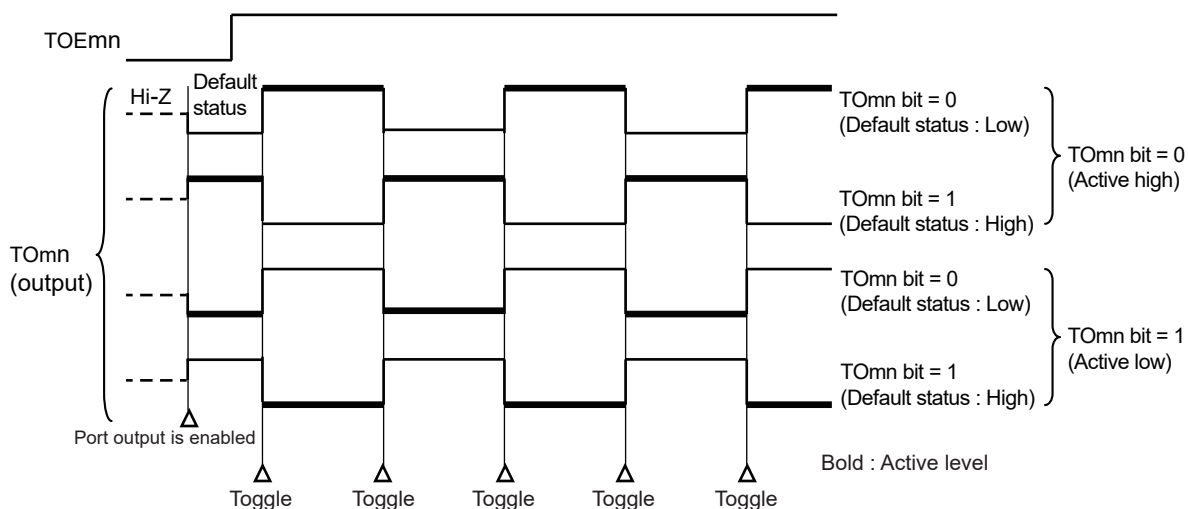 TOEmn
Hi-Z
Default
status
TOmn bit = 0
(Default status : Low)
TOmn bit = 0
(Active high)
TOmn bit = 1
(Default status : High)
TOmn
(output)
TOmn bit = 0
(Default status : Low)
TOmn bit = 1
(Active low)
TOmn bit = 1
(Default status : High)
Port output is enabled
Bold : Active level
Toggle
Toggle
Toggle
Toggle
Toggle